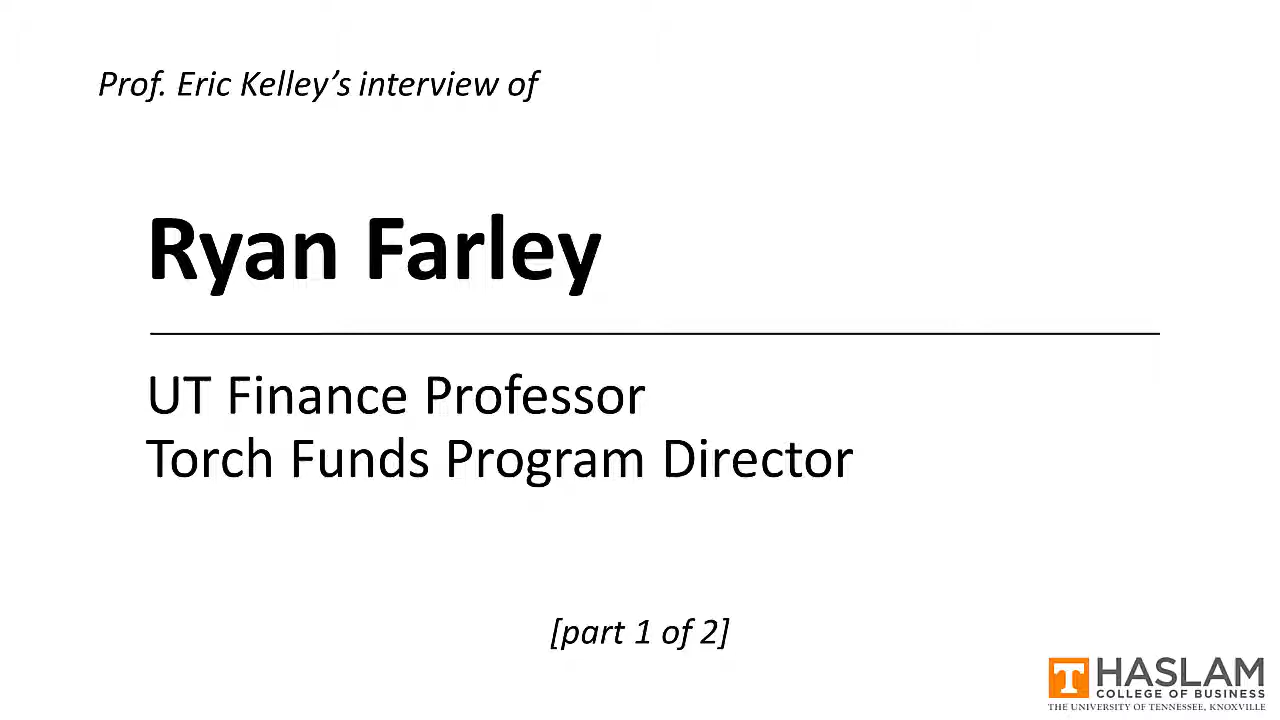 Prof. Eric Kelley’s interview of
Ryan Farley
UT Finance Professor
Torch Funds Program Director
[part 1 of 2]
T HASLAM
COLLEGE OF BUSINESS
THE UNIVERSITY OF TENNESSEE, KNOXVILLE